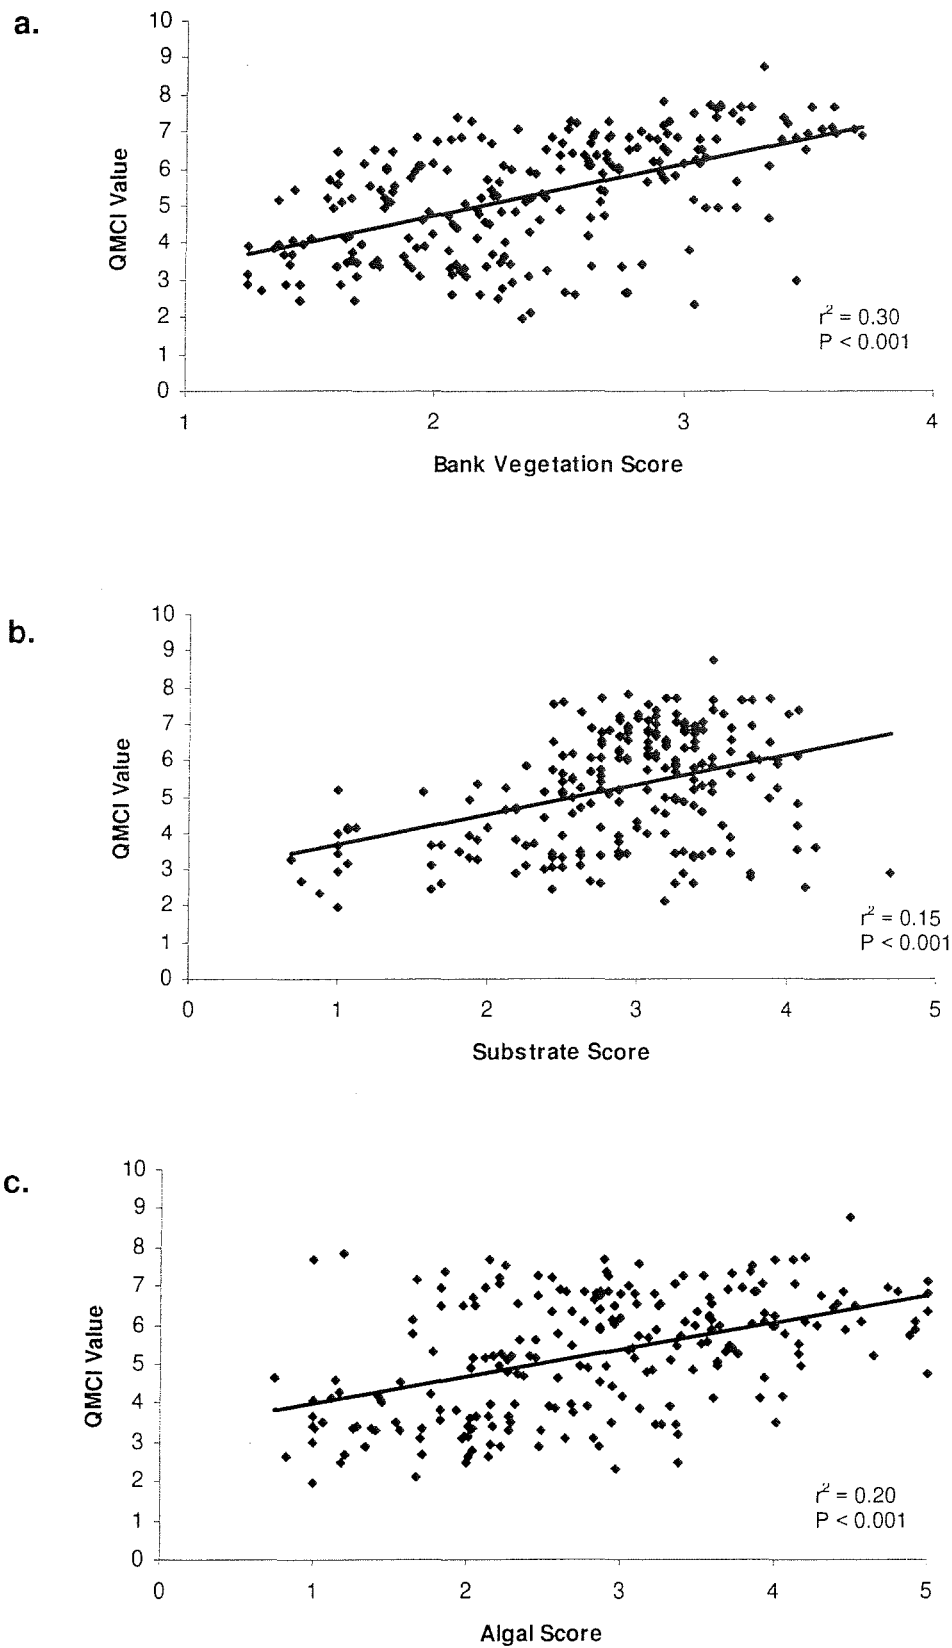 a.
10
9
8
7
6
5
4
3
2
1
0
QMCI Value
r² = 0.30
P < 0.001
1 2 3 4
Bank Vegetation Score
b.
10
9
8
7
6
5
4
3
2
1
0
QMCI Value
r² = 0.15
P < 0.001
0 1 2 3 4 5
Substrate Score
c.
10
9
8
7
6
5
4
3
2
1
0
QMCI Value
r² = 0.20
P < 0.001
0 1 2 3 4 5
Algal Score